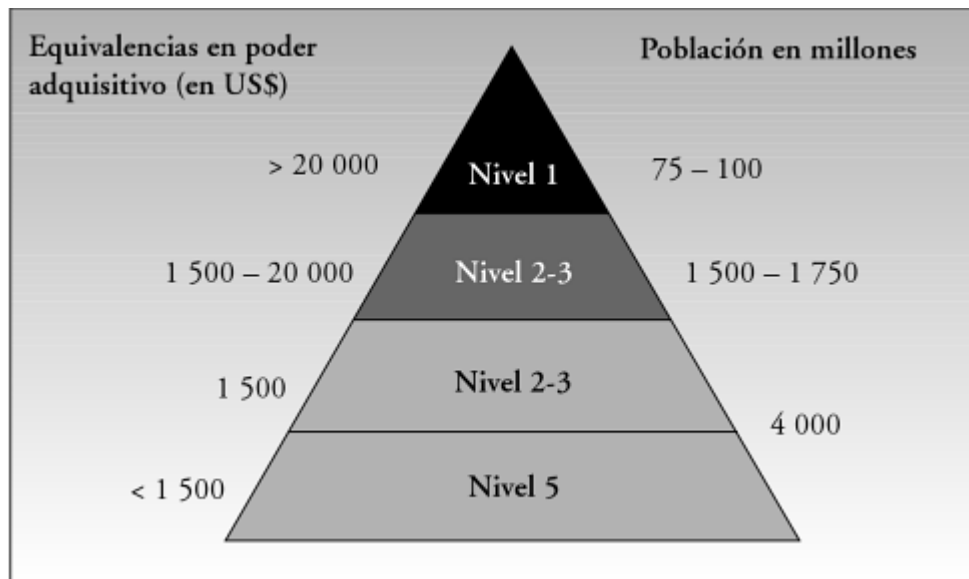 Equivalencias en poder
adquisitivo (en US$)
Población en millones
> 20 000
Nivel 1
75 – 100
1 500 – 20 000
Nivel 2-3
1 500 – 1 750
1 500
Nivel 2-3
4 000
< 1 500
Nivel 5